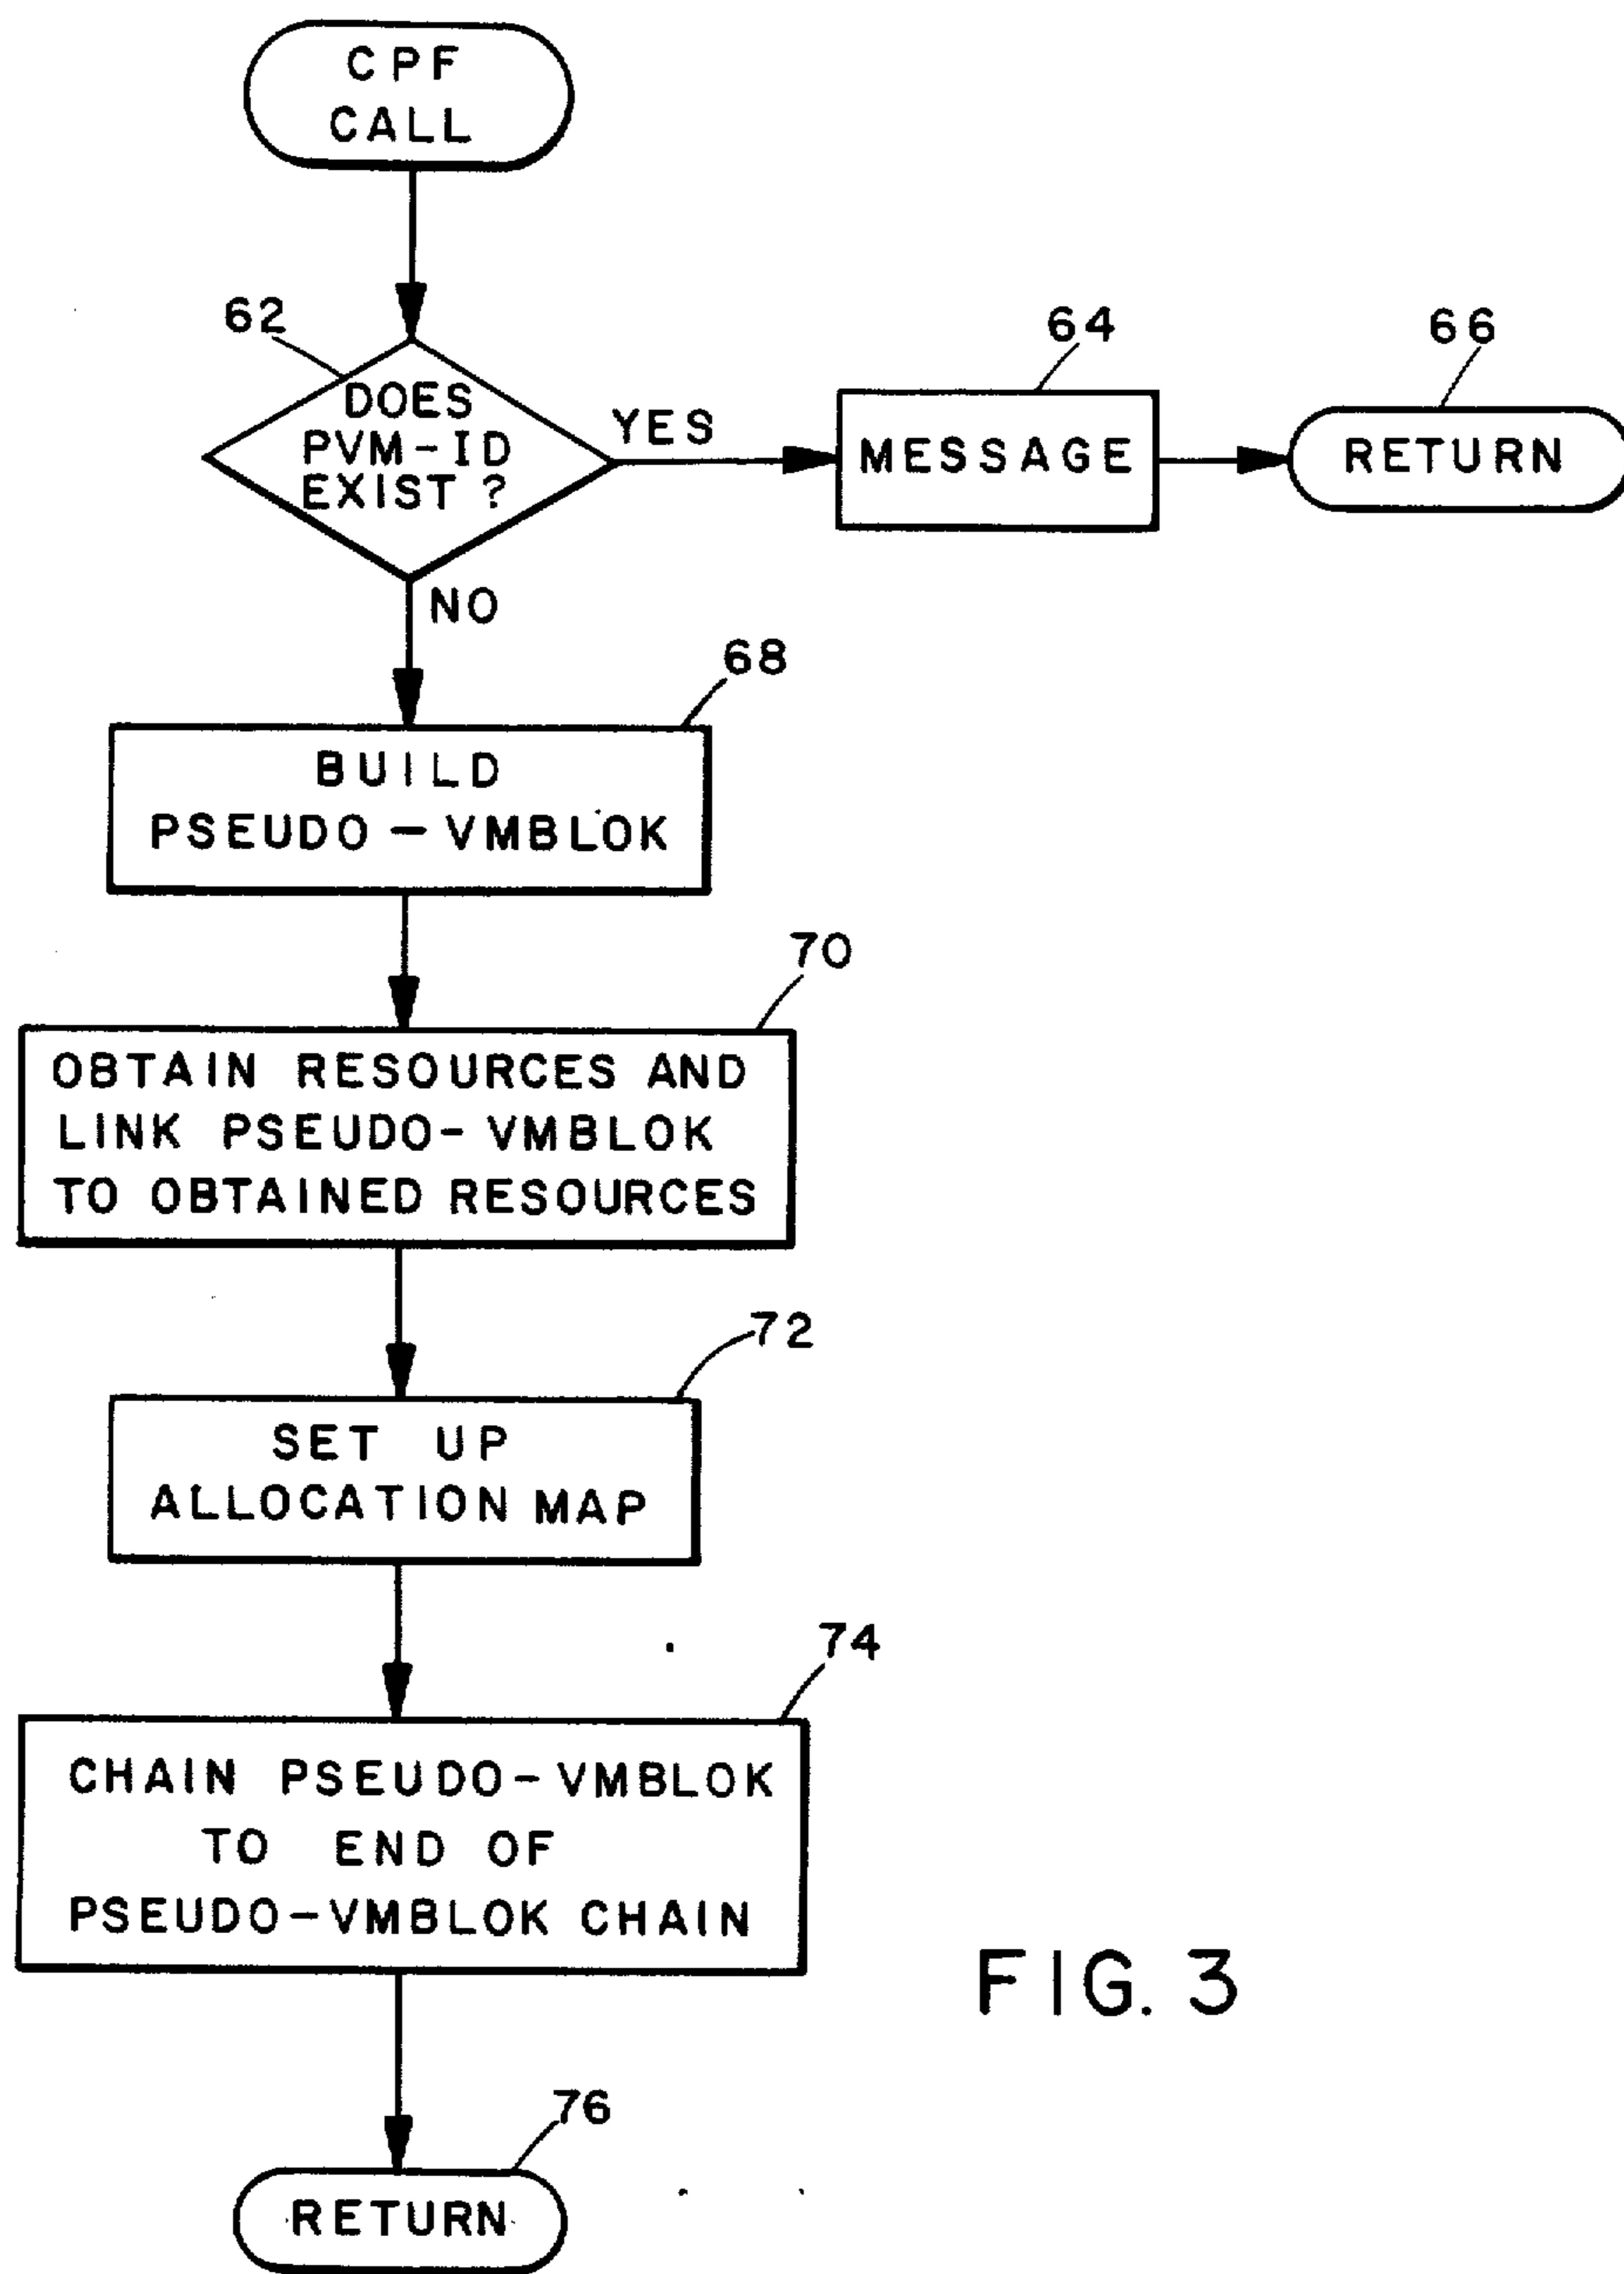 CPF
CALL
62
DOES
PVM-ID
EXIST ?
YES
64
MESSAGE
66
RETURN
NO
68
BUILD
PSEUDO - VMBLOK
70
OBTAIN RESOURCES AND
LINK PSEUDO- VMBLOK
TO OBTAINED RESOURCES
72
SET UP
ALLOCATION MAP
74
CHAIN PSEUDO-VMBLOK
TO END OF
PSEUDO-VMBLOK CHAIN
76
RETURN
FIG. 3